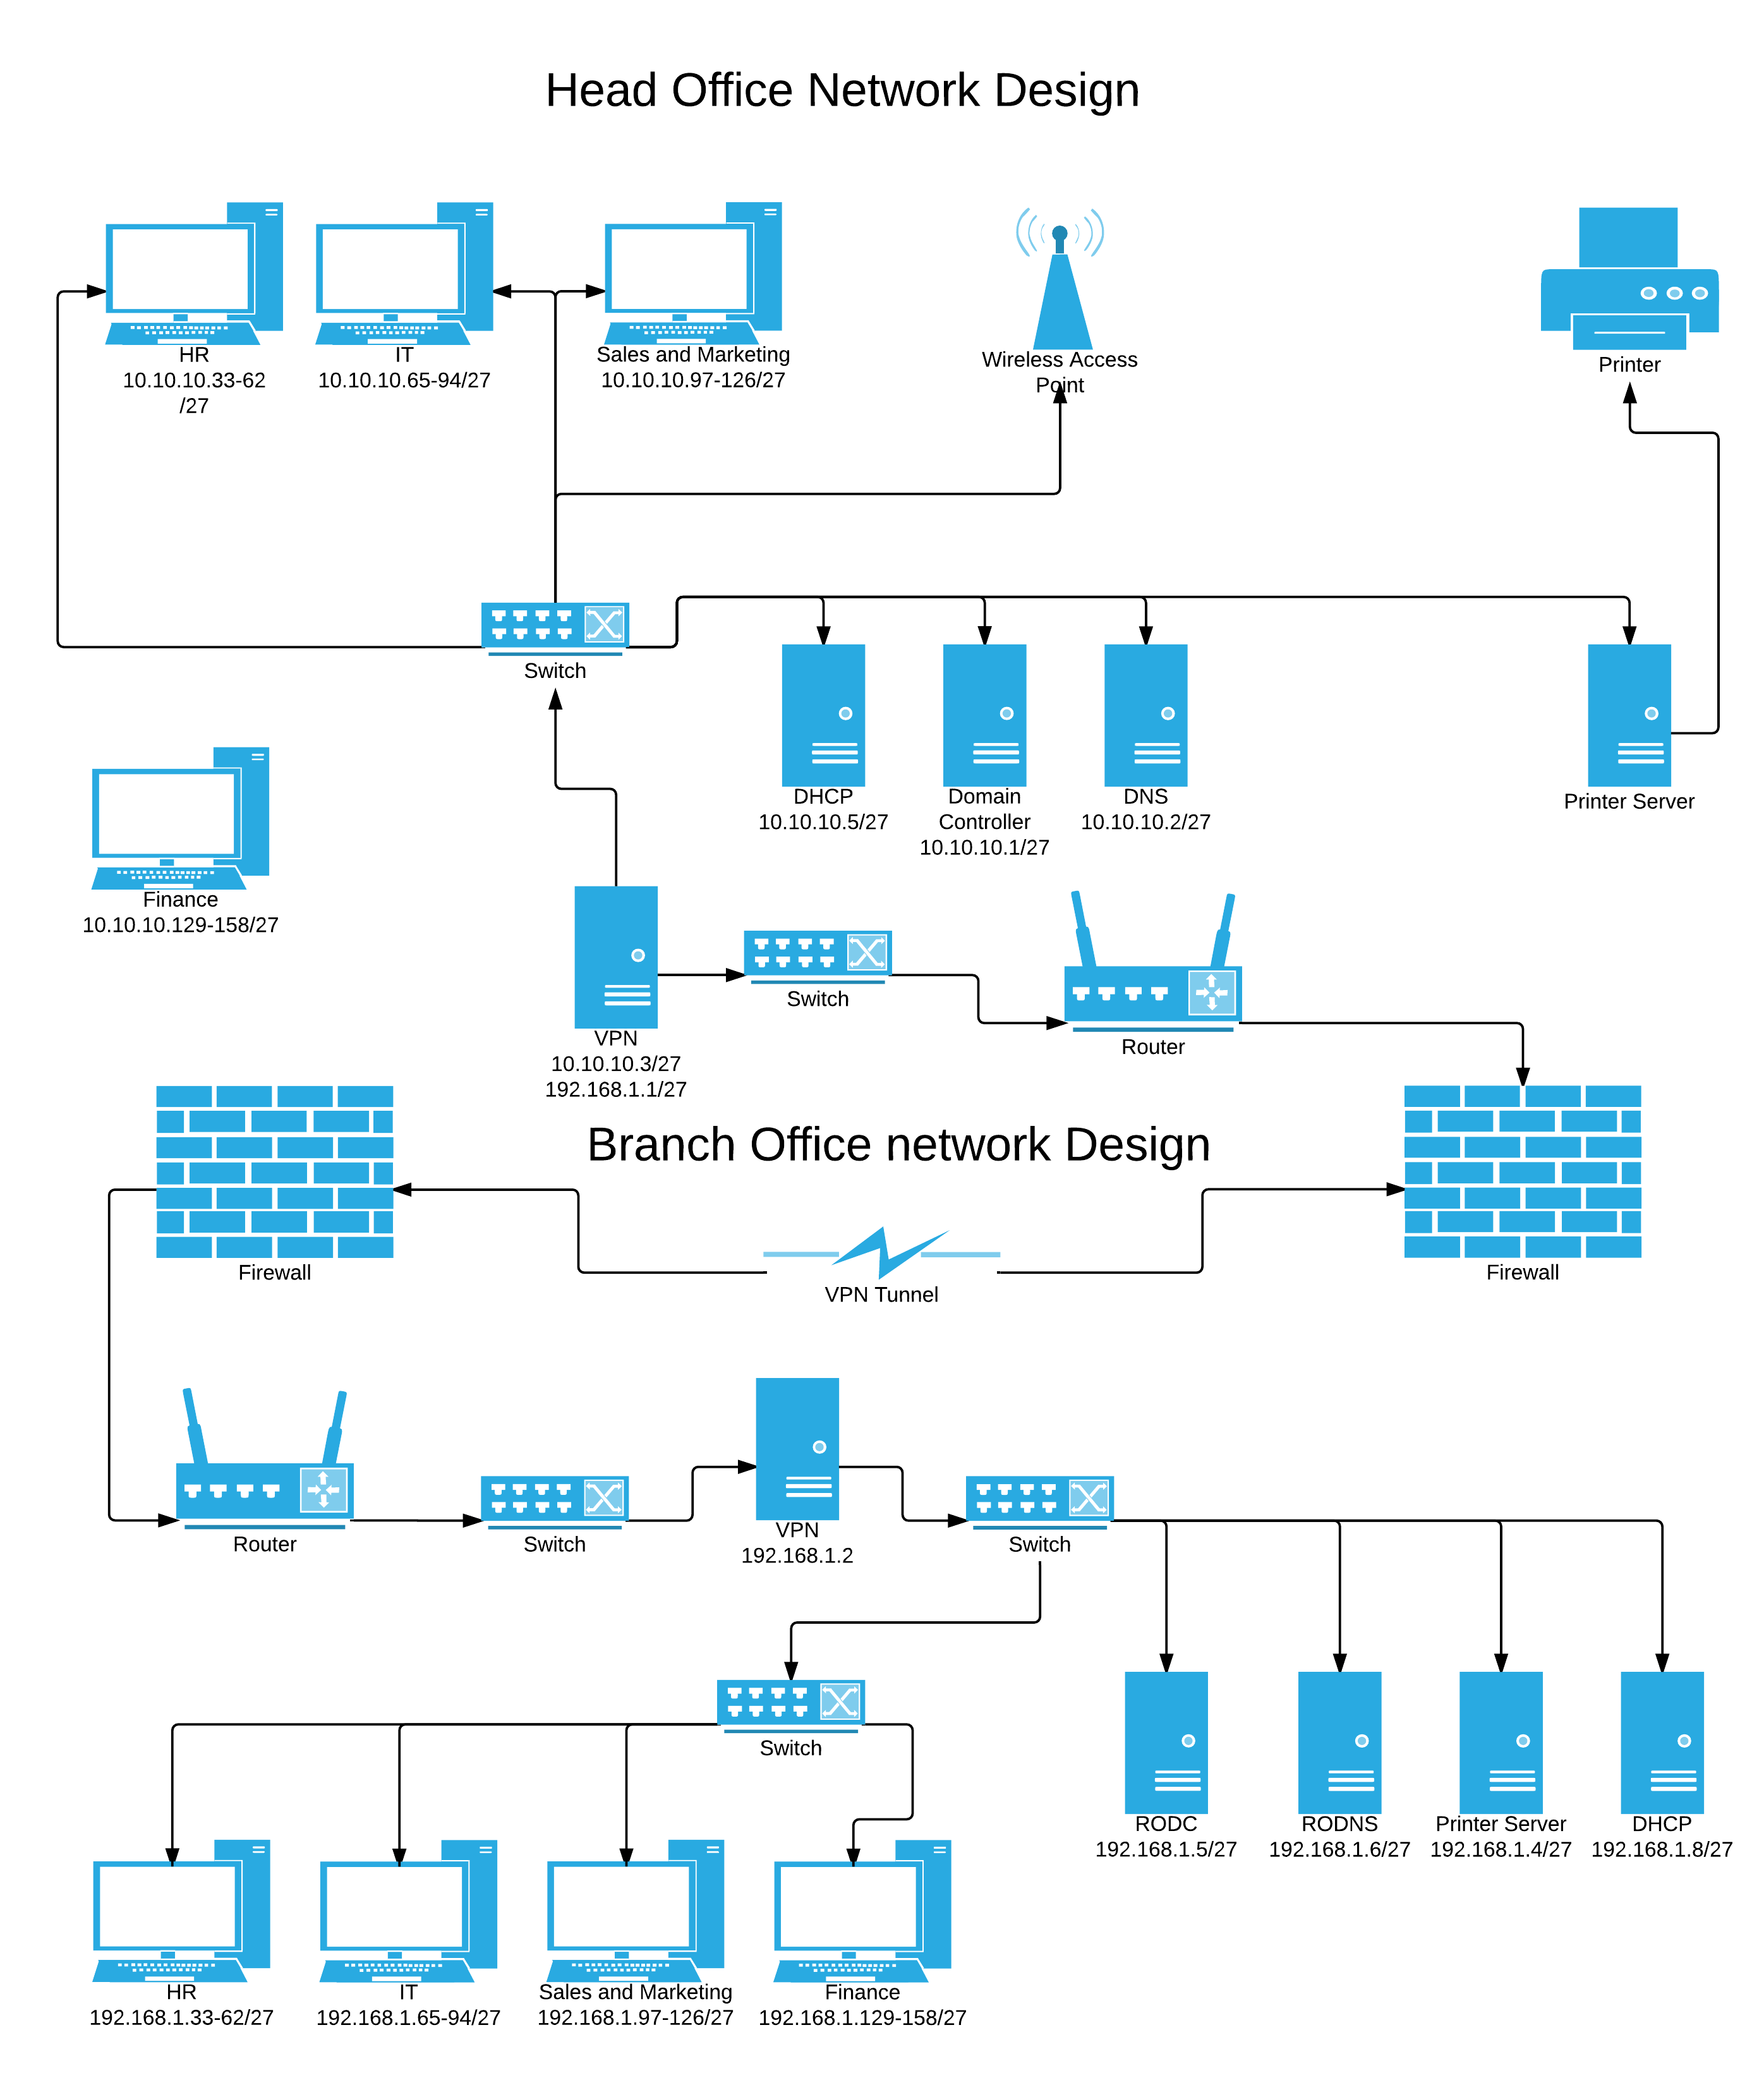 Head Office Network Design
HR
10.10.10.33-62
/27
IT
10.10.10.65-94/27
Sales and Marketing
10.10.10.97-126/27
Wireless Access
Point
Printer
Switch
DHCP
10.10.10.5/27
Domain
Controller
10.10.10.1/27
DNS
10.10.10.2/27
Printer Server
Finance
10.10.10.129-158/27
VPN
10.10.10.3/27
192.168.1.1/27
Switch
Router
Branch Office network Design
Firewall
VPN Tunnel
Firewall
Router
Switch
VPN
192.168.1.2
Switch
Switch
RODC
192.168.1.5/27
RODNS
192.168.1.6/27
Printer Server
192.168.1.4/27
DHCP
192.168.1.8/27
HR
192.168.1.33-62/27
IT
192.168.1.65-94/27
Sales and Marketing
192.168.1.97-126/27
Finance
192.168.1.129-158/27